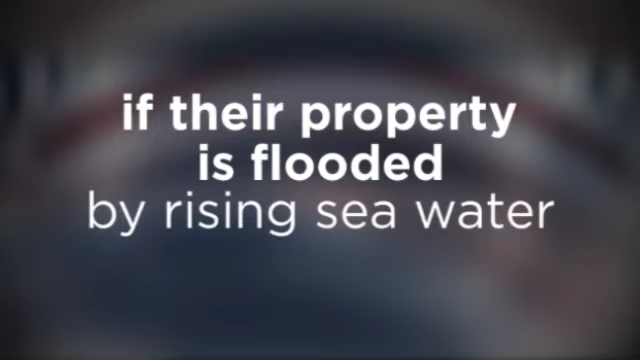 if their property
is flooded
by rising sea water